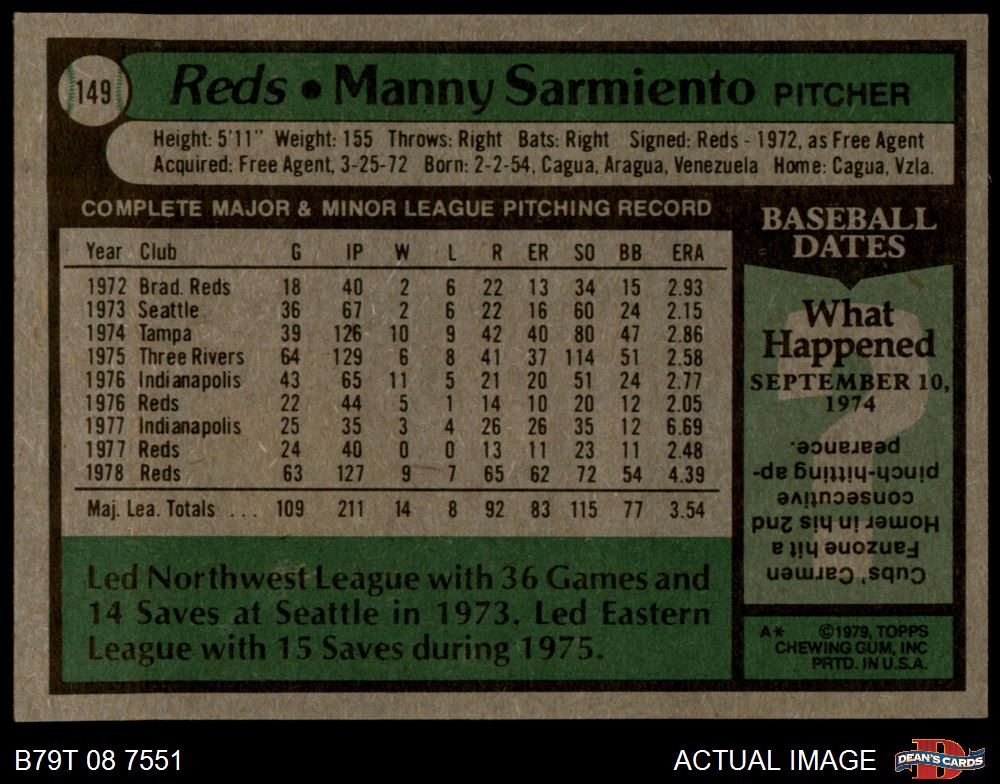 149
Reds • Manny Sarmiento PITCHER
Height: 5'11" Weight: 155 Throws: Right Bats: Right Signed: Reds - 1972, as Free Agent
Acquired: Free Agent, 3-25-72 Born: 2-2-54, Cagua, Aragua, Venezuela Home: Cagua, Vzla.
COMPLETE MAJOR & MINOR LEAGUE PITCHING RECORD
Year Club G IP W L R ER SO BB ERA
1972 Brad. Reds 18 40 2 6 22 13 34 15 2.93
1973 Seattle 36 67 2 6 22 16 60 24 2.15
1974 Tampa 39 126 10 9 42 40 80 47 2.86
1975 Three Rivers 64 129 6 8 41 37 114 51 2.58
1976 Indianapolis 43 65 11 5 21 20 51 24 2.77
1976 Reds 22 44 5 1 14 10 20 12 2.05
1977 Indianapolis 25 35 3 4 26 26 35 12 6.69
1977 Reds 24 40 0 0 13 11 23 11 2.48
1978 Reds 63 127 9 7 65 62 72 54 4.39
Maj. Lea. Totals ... 109 211 14 8 92 83 115 77 3.54
Led Northwest League with 36 Games and
14 Saves at Seattle in 1973. Led Eastern
League with 15 Saves during 1975.
BASEBALL
DATES
What
Happened
SEPTEMBER 10,
1974
Cubs' Carmen
Fanzone hit a
Homer in his 2nd
consecutive
pinch-hitting ap-
pearance.
A* ©1979, TOPPS
CHEWING GUM, INC
PRTD. IN U.S.A.
B79T 08 7551
ACTUAL IMAGE
DEAN'S CARDS